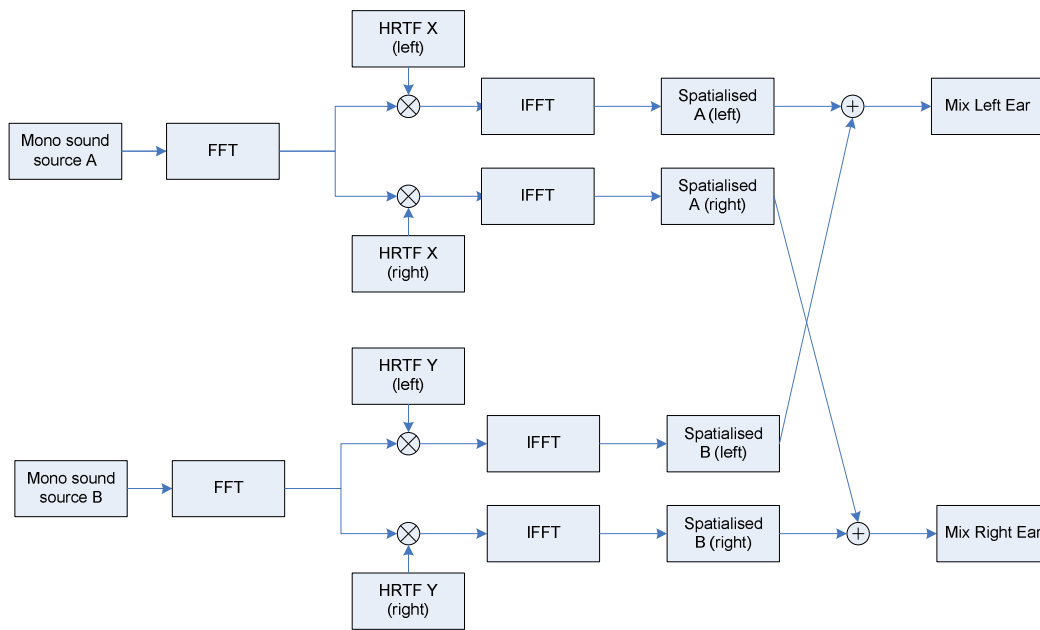 HRTF X
(left)
Mono sound
source A
FFT
IFFT
Spatialised
A (left)
Mix Left Ear
IFFT
Spatialised
A (right)
HRTF X
(right)
HRTF Y
(left)
Mono sound
source B
FFT
IFFT
Spatialised
B (left)
IFFT
Spatialised
B (right)
Mix Right Ear
HRTF Y
(right)